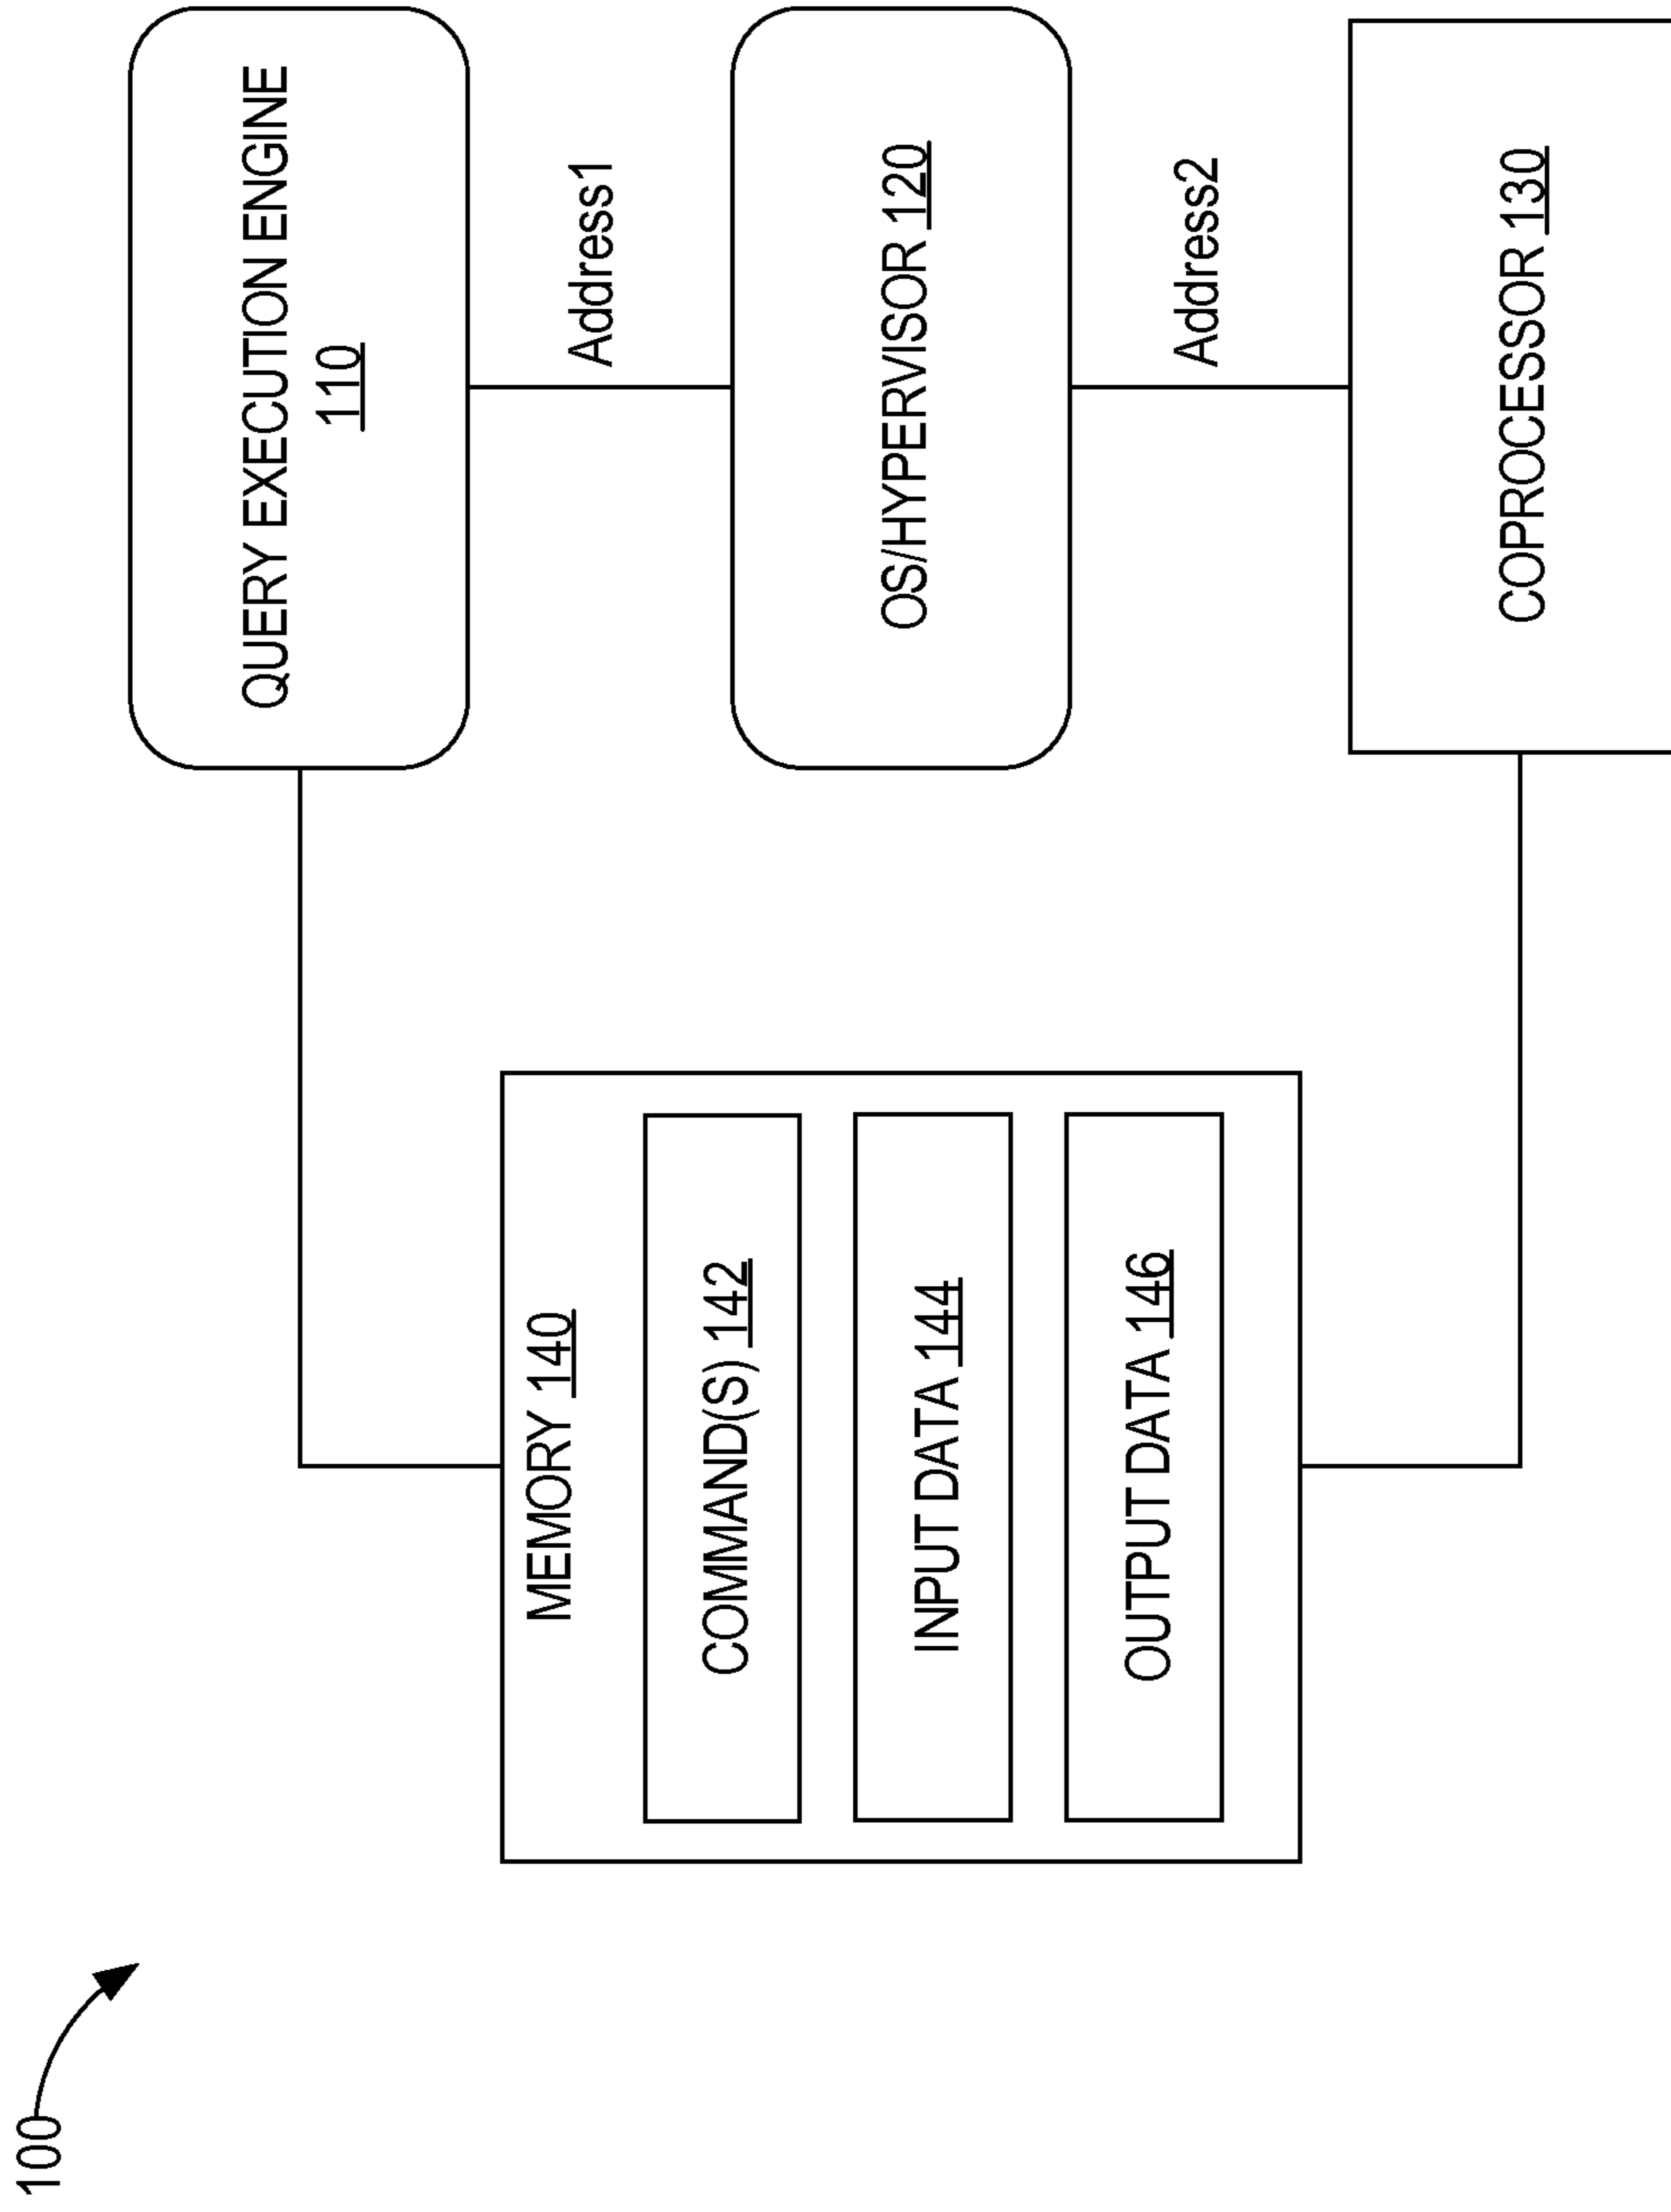 100
QUERY EXECUTION ENGINE
110
Address1
OS/HYPERVISOR 120
Address2
COPROCESSOR 130
MEMORY 140
COMMAND(S) 142
INPUT DATA 144
OUTPUT DATA 146